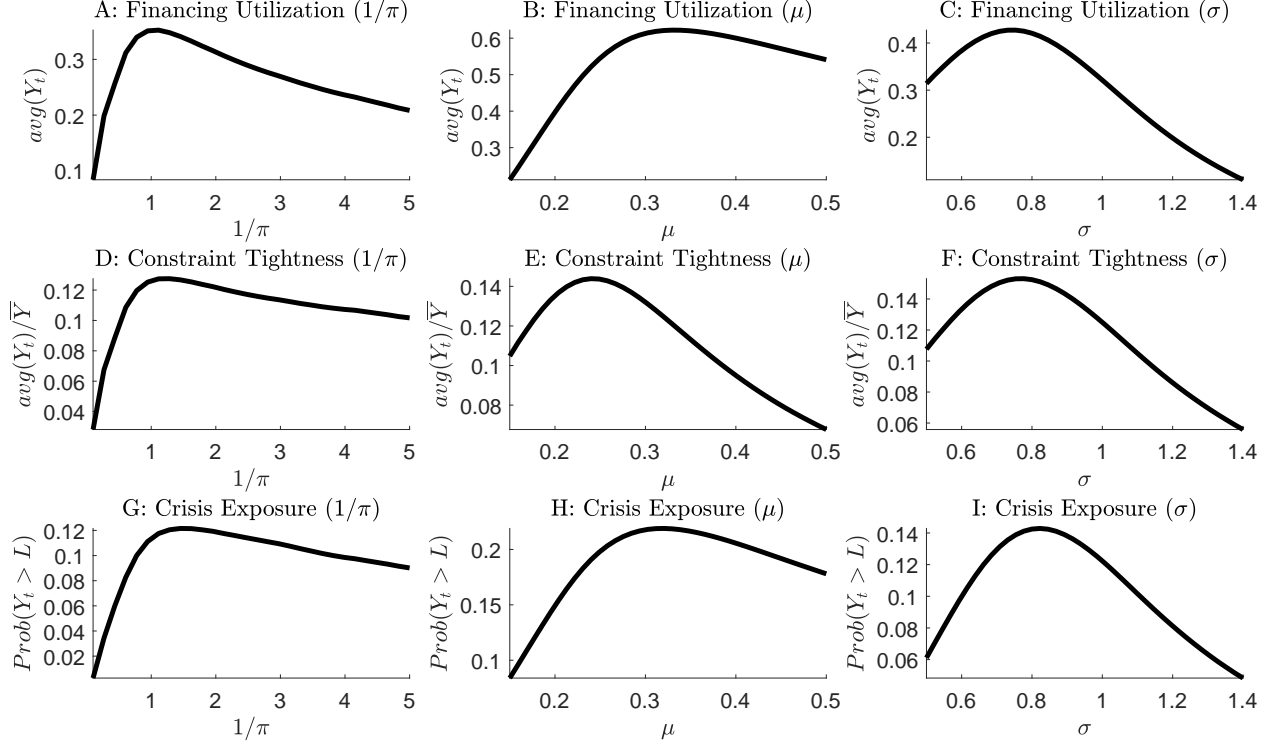 A: Financing Utilization (1/π)
avg(Y_t)
0.3
0.2
0.1
1 2 3 4 5
1/π
B: Financing Utilization (μ)
avg(Y_t)
0.6
0.5
0.4
0.3
0.2 0.3 0.4 0.5
μ
C: Financing Utilization (σ)
avg(Y_t)
0.4
0.3
0.2
0.6 0.8 1 1.2 1.4
σ
D: Constraint Tightness (1/π)
avg(Y_t)/Y̅
0.12
0.1
0.08
0.06
0.04
1 2 3 4 5
1/π
E: Constraint Tightness (μ)
avg(Y_t)/Y̅
0.14
0.12
0.1
0.08
0.2 0.3 0.4 0.5
μ
F: Constraint Tightness (σ)
avg(Y_t)/Y̅
0.14
0.12
0.1
0.08
0.06
0.6 0.8 1 1.2 1.4
σ
G: Crisis Exposure (1/π)
Prob(Y_t > L)
0.12
0.1
0.08
0.06
0.04
0.02
1 2 3 4 5
1/π
H: Crisis Exposure (μ)
Prob(Y_t > L)
0.2
0.15
0.1
0.2 0.3 0.4 0.5
μ
I: Crisis Exposure (σ)
Prob(Y_t > L)
0.14
0.12
0.1
0.08
0.06
0.6 0.8 1 1.2 1.4
σ